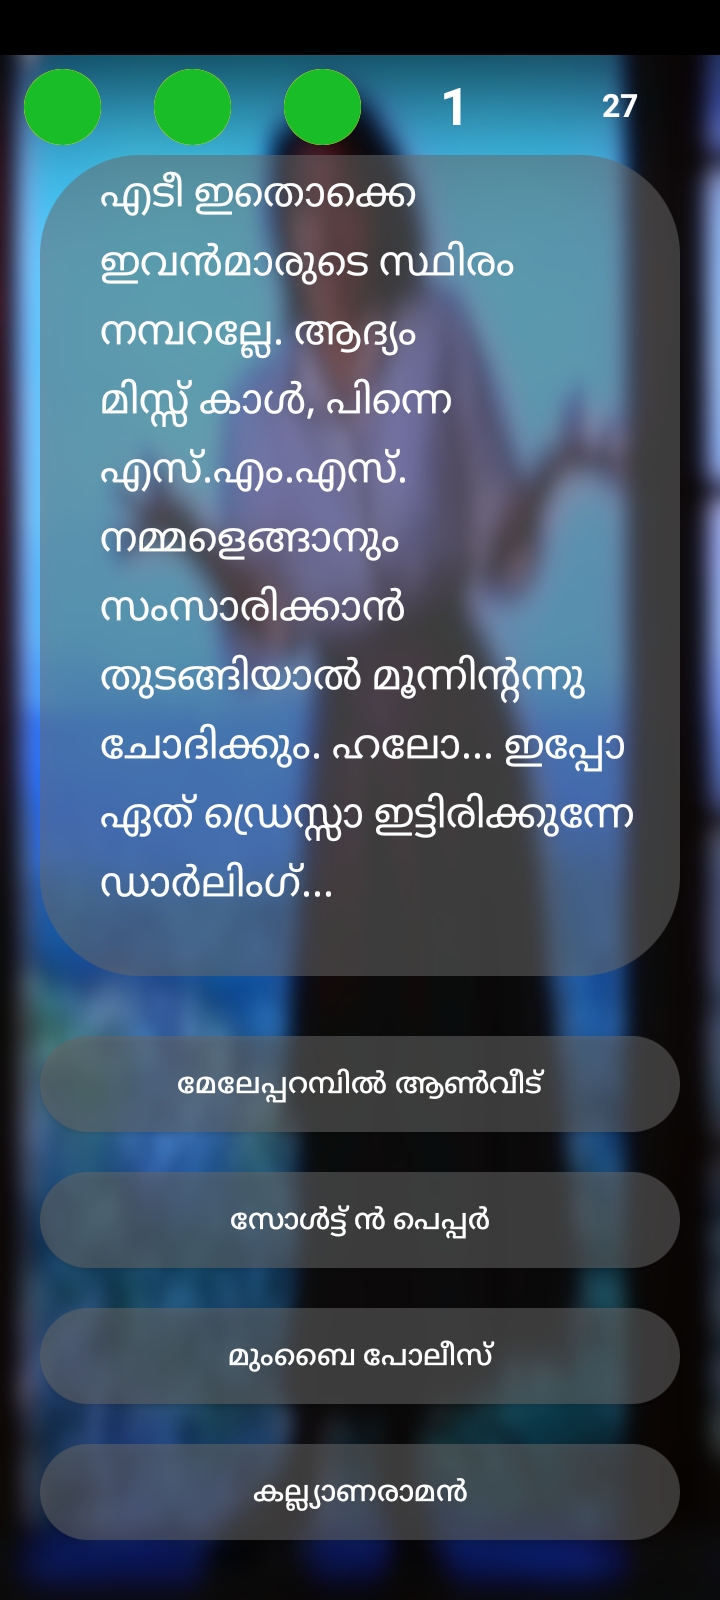 1 27
എടീ ഇതൊക്കെ
ഇവൻമാരുടെ സ്ഥിരം
നമ്പറല്ലേ. ആദ്യം
മിസ്സ് കാൾ, പിന്നെ
എസ്.എം.എസ്.
നമ്മളെങ്ങാനും
സംസാരിക്കാൻ
തുടങ്ങിയാൽ മൂന്നിന്റന്നു
ചോദിക്കും. ഹലോ... ഇപ്പോ
ഏത് ഡ്രെസ്സാ ഇട്ടിരിക്കുന്നേ
ഡാർലിംഗ്...
മേലേപ്പറമ്പിൽ ആൺവീട്
സോൾട്ട് ൻ പെപ്പർ
മുംബൈ പോലീസ്
കല്ല്യാണരാമൻ